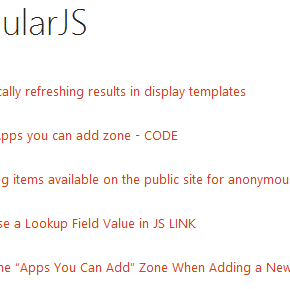 ularJS
cally refreshing results in display templates
Apps you can add zone - CODE
g items available on the public site for anonymou
se a Lookup Field Value in JS LINK
he “Apps You Can Add” Zone When Adding a New